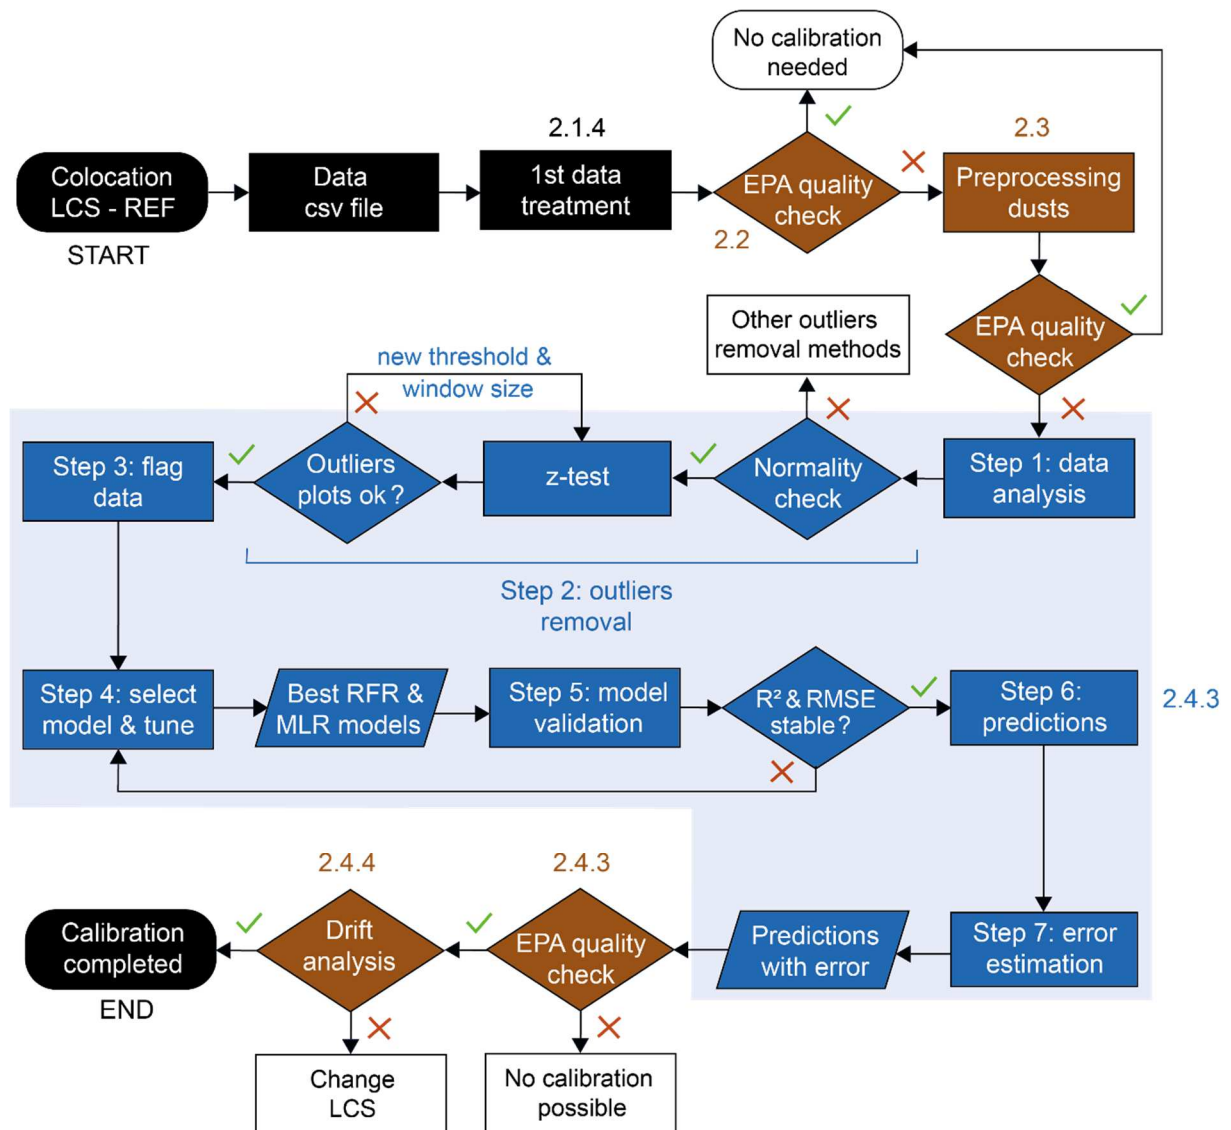 No calibration
needed
2.1.4
2.3
Colocation
LCS - REF
START
Data
csv file
1st data
treatment
EPA quality
check
2.2
Preprocessing
dusts
EPA quality
check
Other outliers
removal methods
new threshold &
window size
Step 3: flag
data
Outliers
plots ok ?
z-test
Normality
check
Step 1: data
analysis
Step 2: outliers
removal
Step 4: select
model & tune
Best RFR &
MLR models
Step 5: model
validation
R² & RMSE
stable?
Step 6:
predictions
2.4.3
2.4.4
2.4.3
Calibration
completed
END
Drift
analysis
EPA quality
check
Predictions
with error
Step 7: error
estimation
Change
LCS
No calibration
possible